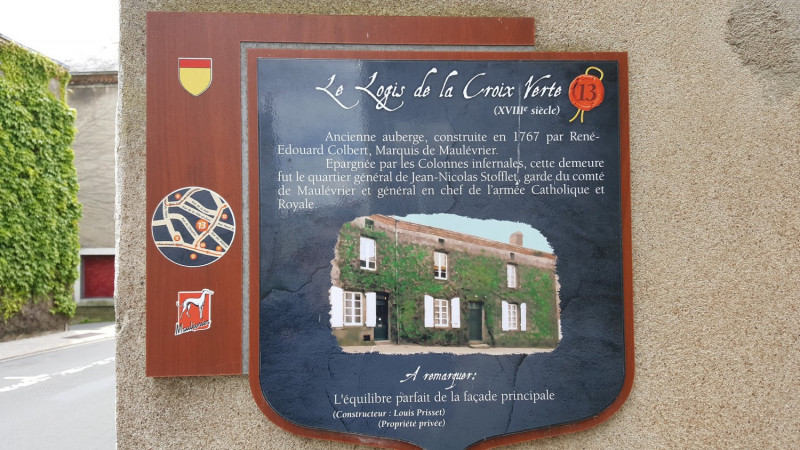 Le Logis de la Croix Verte
(XVIIIe siècle)
13
Ancienne auberge, construite en 1767 par René-
Edouard Colbert, Marquis de Maulévrier.
Epargnée par les Colonnes infernales, cette demeure
fut le quartier général de Jean-Nicolas Stofflet, garde du comté
de Maulévrier et général en chef de l'armée Catholique et
Royale.
13
Maulévrier
A remarquer:
L'équilibre parfait de la façade principale
(Constructeur : Louis Prisset)
(Propriété privée)